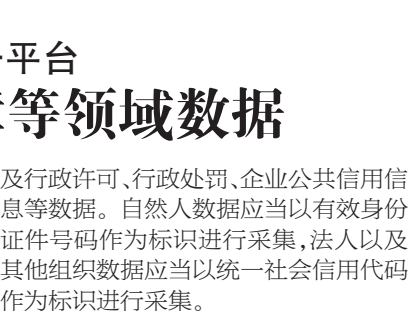 平台
等领域数据
及行政许可、行政处罚、企业公共信用信
息等数据。自然人数据应当以有效身份
证件号码作为标识进行采集，法人以及
其他组织数据应当以统一社会信用代码
作为标识进行采集。